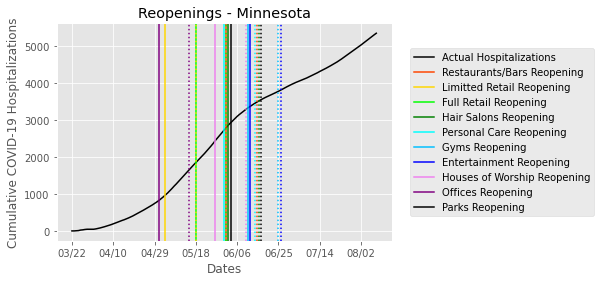 Reopenings - Minnesota
Cumulative COVID-19 Hospitalizations
5000
4000
3000
2000
1000
0
03/22 04/10 04/29 05/18 06/06 06/25 07/14 08/02
Dates
Actual Hospitalizations
Restaurants/Bars Reopening
Limitted Retail Reopening
Full Retail Reopening
Hair Salons Reopening
Personal Care Reopening
Gyms Reopening
Entertainment Reopening
Houses of Worship Reopening
Offices Reopening
Parks Reopening